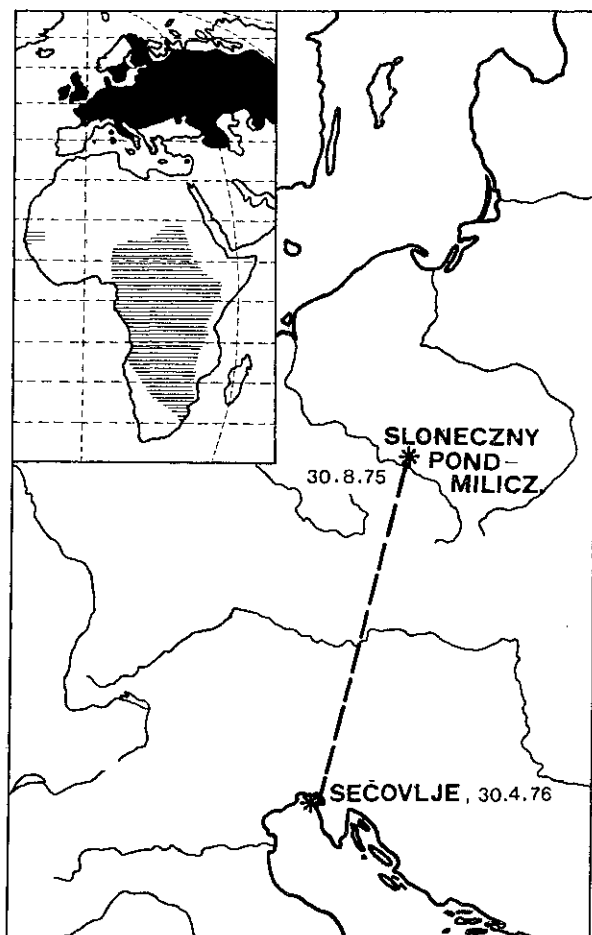 SLONECZNY
POND-
30.8.75
MILICZ.
SEČOVLJE, 30.4.76